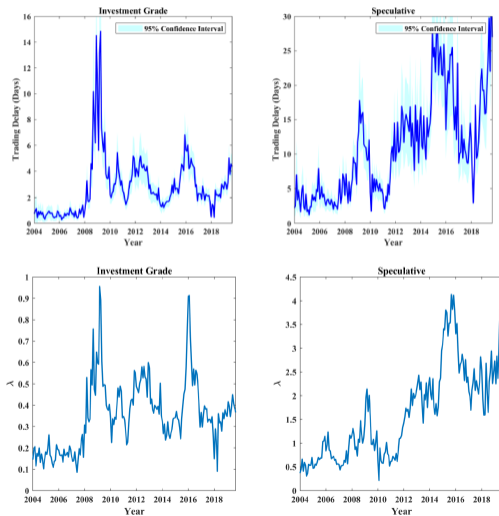 Investment Grade
16
14
12
10
8
6
4
2
0
Trading Delay (Days)
95% Confidence Interval
2004 2006 2008 2010 2012 2014 2016 2018
Year
Speculative
30
25
20
15
10
5
0
Trading Delay (Days)
95% Confidence Interval
2004 2006 2008 2010 2012 2014 2016 2018
Year
Investment Grade
1
0.9
0.8
0.7
0.6
0.5
0.4
0.3
0.2
0.1
0
λ
2004 2006 2008 2010 2012 2014 2016 2018
Year
Speculative
4.5
4
3.5
3
2.5
2
1.5
1
0.5
0
λ
2004 2006 2008 2010 2012 2014 2016 2018
Year